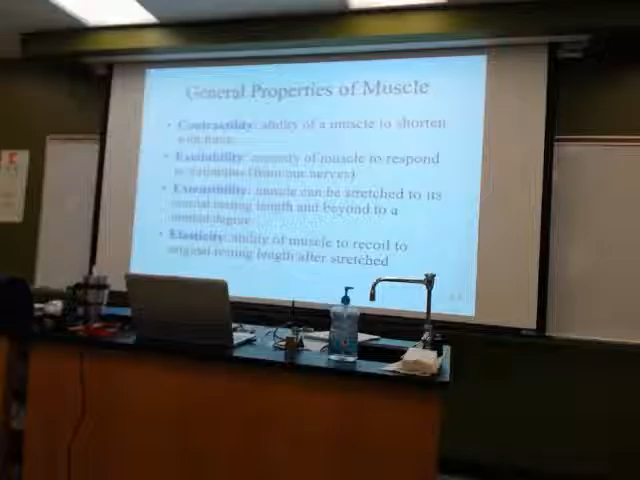 General Properties of Muscle
• Contractility: ability of a muscle to shorten
with force
• Excitability: capacity of muscle to respond
to stimulus (from our nerves)
• Extensibility: muscle can be stretched to its
normal resting length and beyond to a
limited degree
• Elasticity: ability of muscle to recoil to
original resting length after stretched